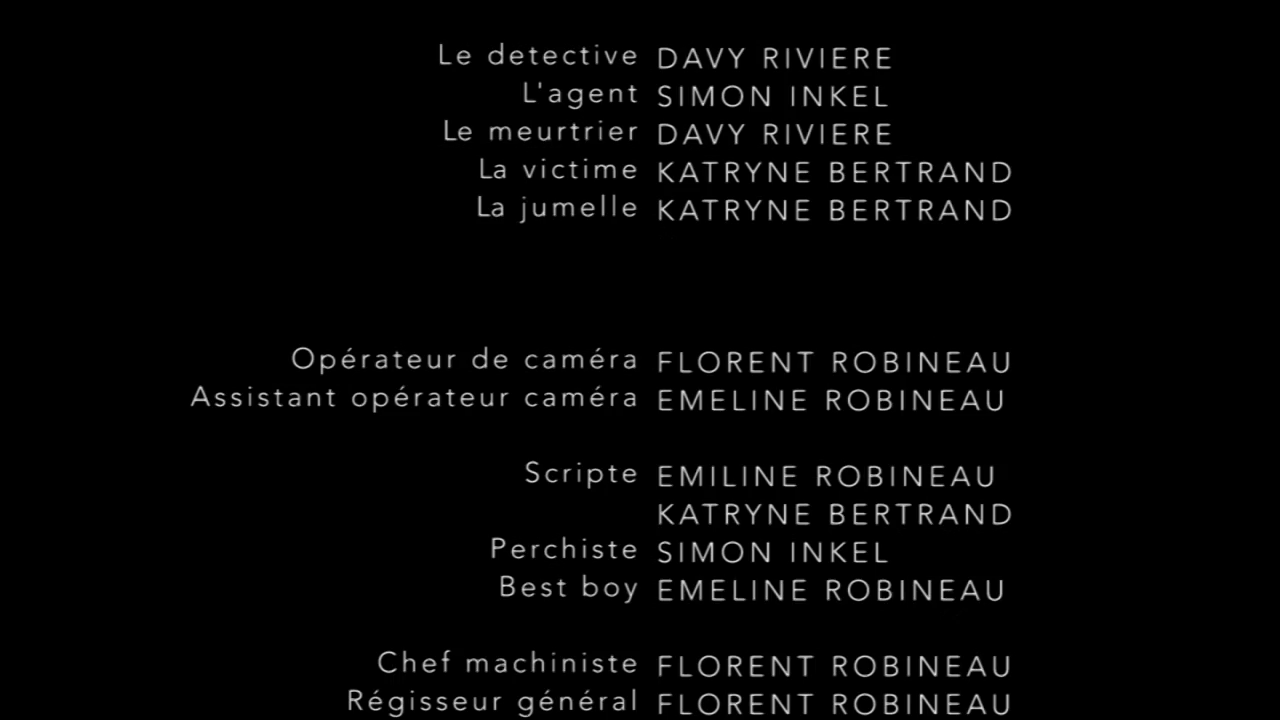 Le detective DAVY RIVIERE
L'agent SIMON INKEL
Le meurtrier DAVY RIVIERE
La victime KATRYNE BERTRAND
La jumelle KATRYNE BERTRAND
Opérateur de caméra FLORENT ROBINEAU
Assistant opérateur caméra EMELINE ROBINEAU
Scripte EMILINE ROBINEAU
KATRYNE BERTRAND
Perchiste SIMON INKEL
Best boy EMELINE ROBINEAU
Chef machiniste FLORENT ROBINEAU
Régisseur général FLORENT ROBINEAU